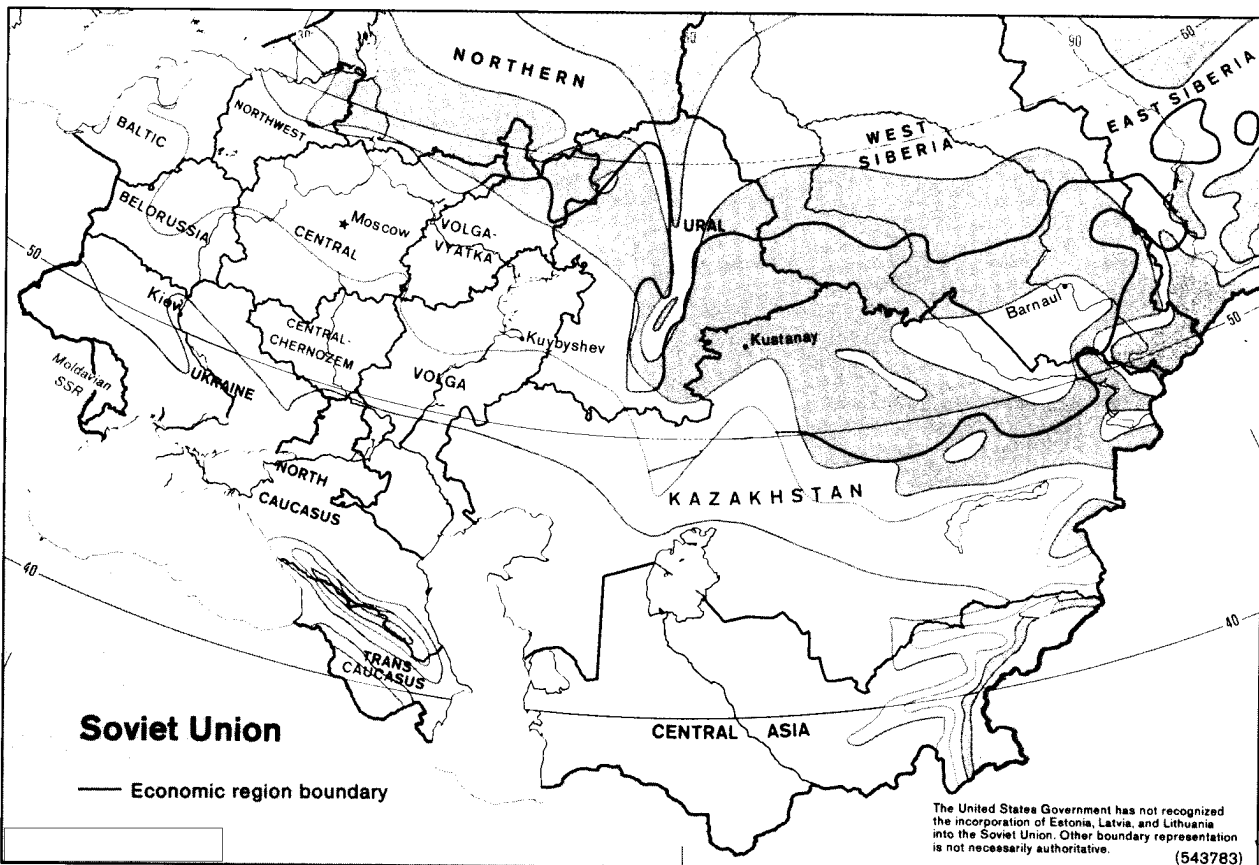 30
60
90
60
NORTHERN
EAST SIBERIA
BALTIC
NORTHWEST
WEST
SIBERIA
BELORUSSIA
Moscow
CENTRAL
VOLGA-
VYATKA
URAL
50
Kiev
Barnaul
50
CENTRAL-
CHERNOZEM
Kuybyshev
Kustanay
Moldavian
SSR
UKRAINE
VOLGA
NORTH
CAUCASUS
KAZAKHSTAN
40
40
TRANS
CAUCASUS
CENTRAL ASIA
Soviet Union
Economic region boundary
The United States Government has not recognized
the incorporation of Estonia, Latvia, and Lithuania
into the Soviet Union. Other boundary representation
is not necessarily authoritative.
(543783)